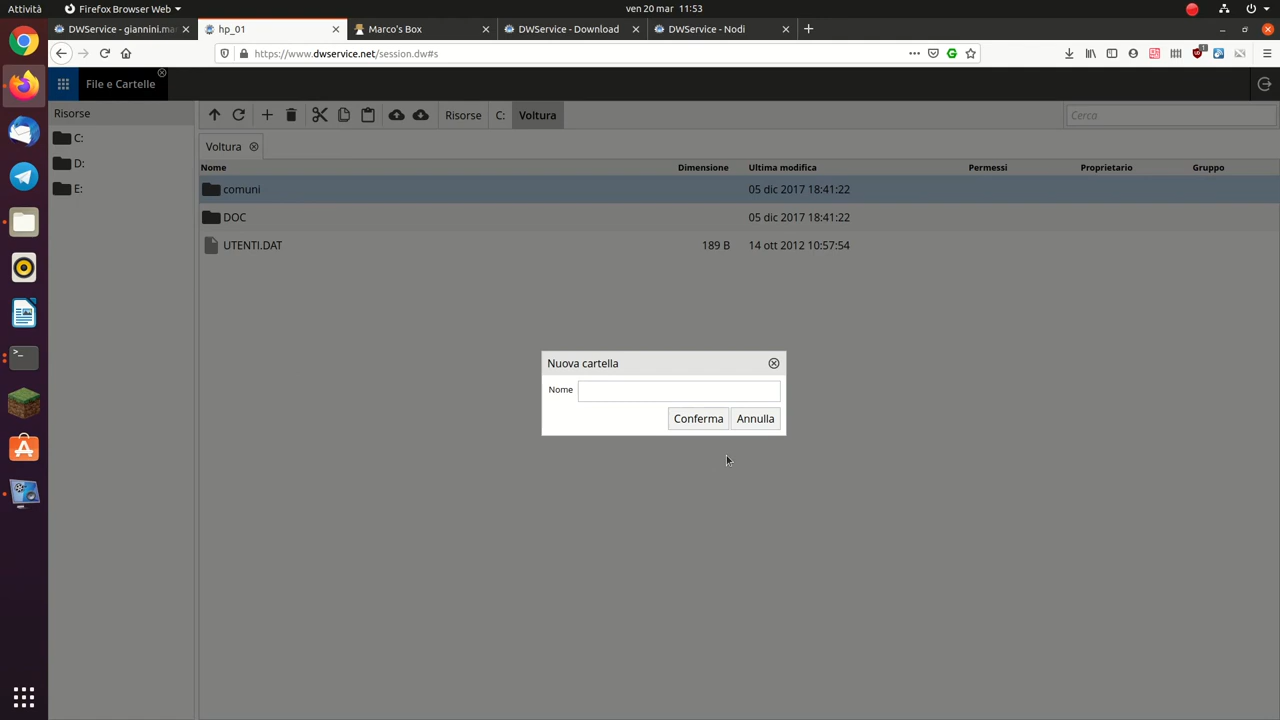 Attività
Firefox Browser Web
ven 20 mar 11:53
DWService - giannini.ma
hp_01
Marco's Box
DWService - Download
DWService - Nodi
https://www.dwservice.net/session.dw#s
File e Cartelle
Risorse
Risorse
C:
Voltura
Cerca
C:
D:
E:
Voltura
Nome
Dimensione
Ultima modifica
Permessi
Proprietario
Gruppo
comuni
05 dic 2017 18:41:22
DOC
05 dic 2017 18:41:22
UTENTI.DAT
189 B
14 ott 2012 10:57:54
Nuova cartella
Nome
Conferma
Annulla